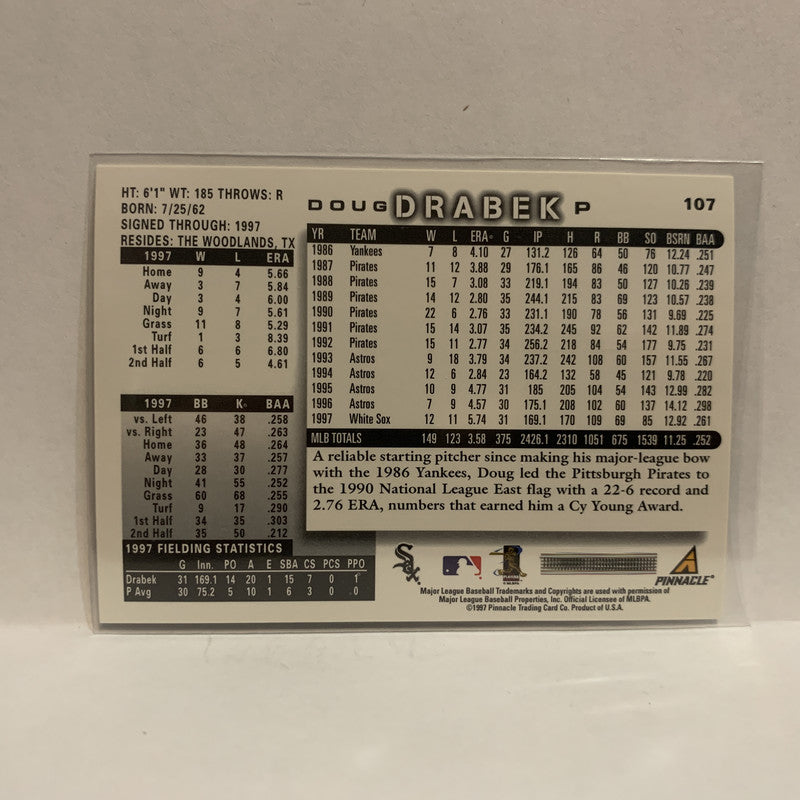 HT: 6'1" WT: 185 THROWS: R
BORN: 7/25/62
SIGNED THROUGH: 1997
RESIDES: THE WOODLANDS, TX
1997 W L ERA
Home 9 4 5.66
Away 3 7 5.84
Day 3 4 6.00
Night 9 7 5.61
Grass 11 8 5.29
Turf 1 3 8.39
1st Half 6 6 6.80
2nd Half 6 5 4.61
1997 BB K BAA
vs. Left 46 38 .258
vs. Right 23 47 .263
Home 36 48 .264
Away 33 37 .257
Day 28 30 .277
Night 41 55 .252
Grass 60 68 .255
Turf 9 17 .290
1st Half 34 35 .303
2nd Half 35 50 .212
1997 FIELDING STATISTICS
G Inn. PO A E SBA CS PCS PPO
Drabek 31 169.1 14 20 1 15 7 0 1
P Avg 30 75.2 5 10 1 6 3 0 0
DOUG DRABEK P 107
YR TEAM W L ERA G IP H R BB SO BSRN BAA
1986 Yankees 7 8 4.10 27 131.2 126 64 50 76 12.24 .251
1987 Pirates 11 12 3.88 29 176.1 165 86 46 120 10.77 .247
1988 Pirates 15 7 3.08 33 219.1 194 83 50 127 10.26 .239
1989 Pirates 14 12 2.80 35 244.1 215 83 69 123 10.57 .238
1990 Pirates 22 6 2.76 33 231.1 190 78 56 131 9.69 .225
1991 Pirates 15 14 3.07 35 234.2 245 92 62 142 11.89 .274
1992 Pirates 15 11 2.77 34 256.2 218 84 54 177 9.75 .231
1993 Astros 9 18 3.79 34 237.2 242 108 60 157 11.55 .267
1994 Astros 12 6 2.84 23 164.2 132 58 45 121 9.78 .220
1995 Astros 10 9 4.77 31 185 205 104 54 143 12.99 .282
1996 Astros 7 9 4.57 30 175.1 208 102 60 137 14.12 .298
1997 White Sox 12 11 5.74 31 169.1 170 109 69 85 12.92 .261
MLB TOTALS 149 123 3.58 375 2426.1 2310 1051 675 1539 11.25 .252
A reliable starting pitcher since making his major-league bow
with the 1986 Yankees, Doug led the Pittsburgh Pirates to
the 1990 National League East flag with a 22-6 record and
2.76 ERA, numbers that earned him a Cy Young Award.
Sox
PINNACLE
Major League Baseball Trademarks and Copyrights are used with permission of
Major League Baseball Properties, Inc. Official Licensee of MLBPA.
©1997 Pinnacle Trading Card Co. Product of U.S.A.